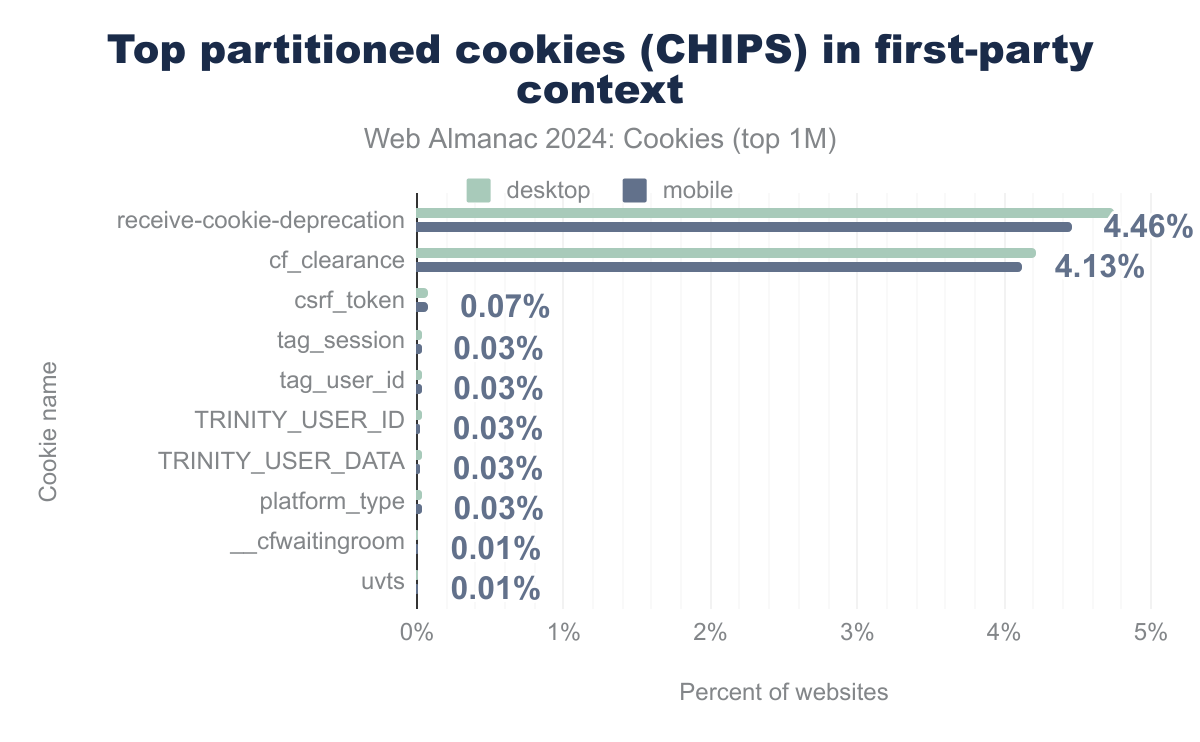 Top partitioned cookies (CHIPS) in first-party
context
Web Almanac 2024: Cookies (top 1M)
desktop mobile
receive-cookie-deprecation 4.46%
cf_clearance 4.13%
csrf_token 0.07%
tag_session 0.03%
tag_user_id 0.03%
TRINITY_USER_ID 0.03%
TRINITY_USER_DATA 0.03%
platform_type 0.03%
__cfwaitingroom 0.01%
uvts 0.01%
Cookie name
0% 1% 2% 3% 4% 5%
Percent of websites